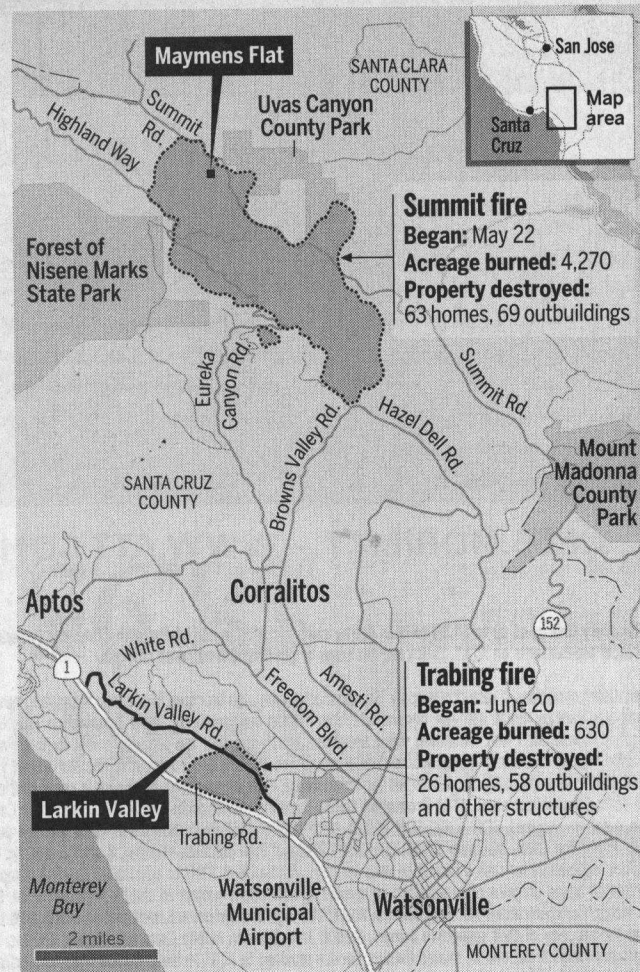 Maymens Flat
SANTA CLARA
COUNTY
San Jose
Santa
Cruz
Map
area
Summit
Rd.
Highland Way
Uvas Canyon
County Park
Forest of
Nisene Marks
State Park
Summit fire
Began: May 22
Acreage burned: 4,270
Property destroyed:
63 homes, 69 outbuildings
Eureka
Canyon Rd.
Summit Rd.
Browns Valley Rd.
Hazel Dell Rd.
Mount
Madonna
County
Park
SANTA CRUZ
COUNTY
Aptos
Corralitos
152
1
White Rd.
Larkin Valley Rd.
Freedom Blvd.
Amesti Rd.
Trabing fire
Began: June 20
Acreage burned: 630
Property destroyed:
26 homes, 58 outbuildings
and other structures
Larkin Valley
Trabing Rd.
Monterey
Bay
2 miles
Watsonville
Municipal
Airport
Watsonville
MONTEREY COUNTY